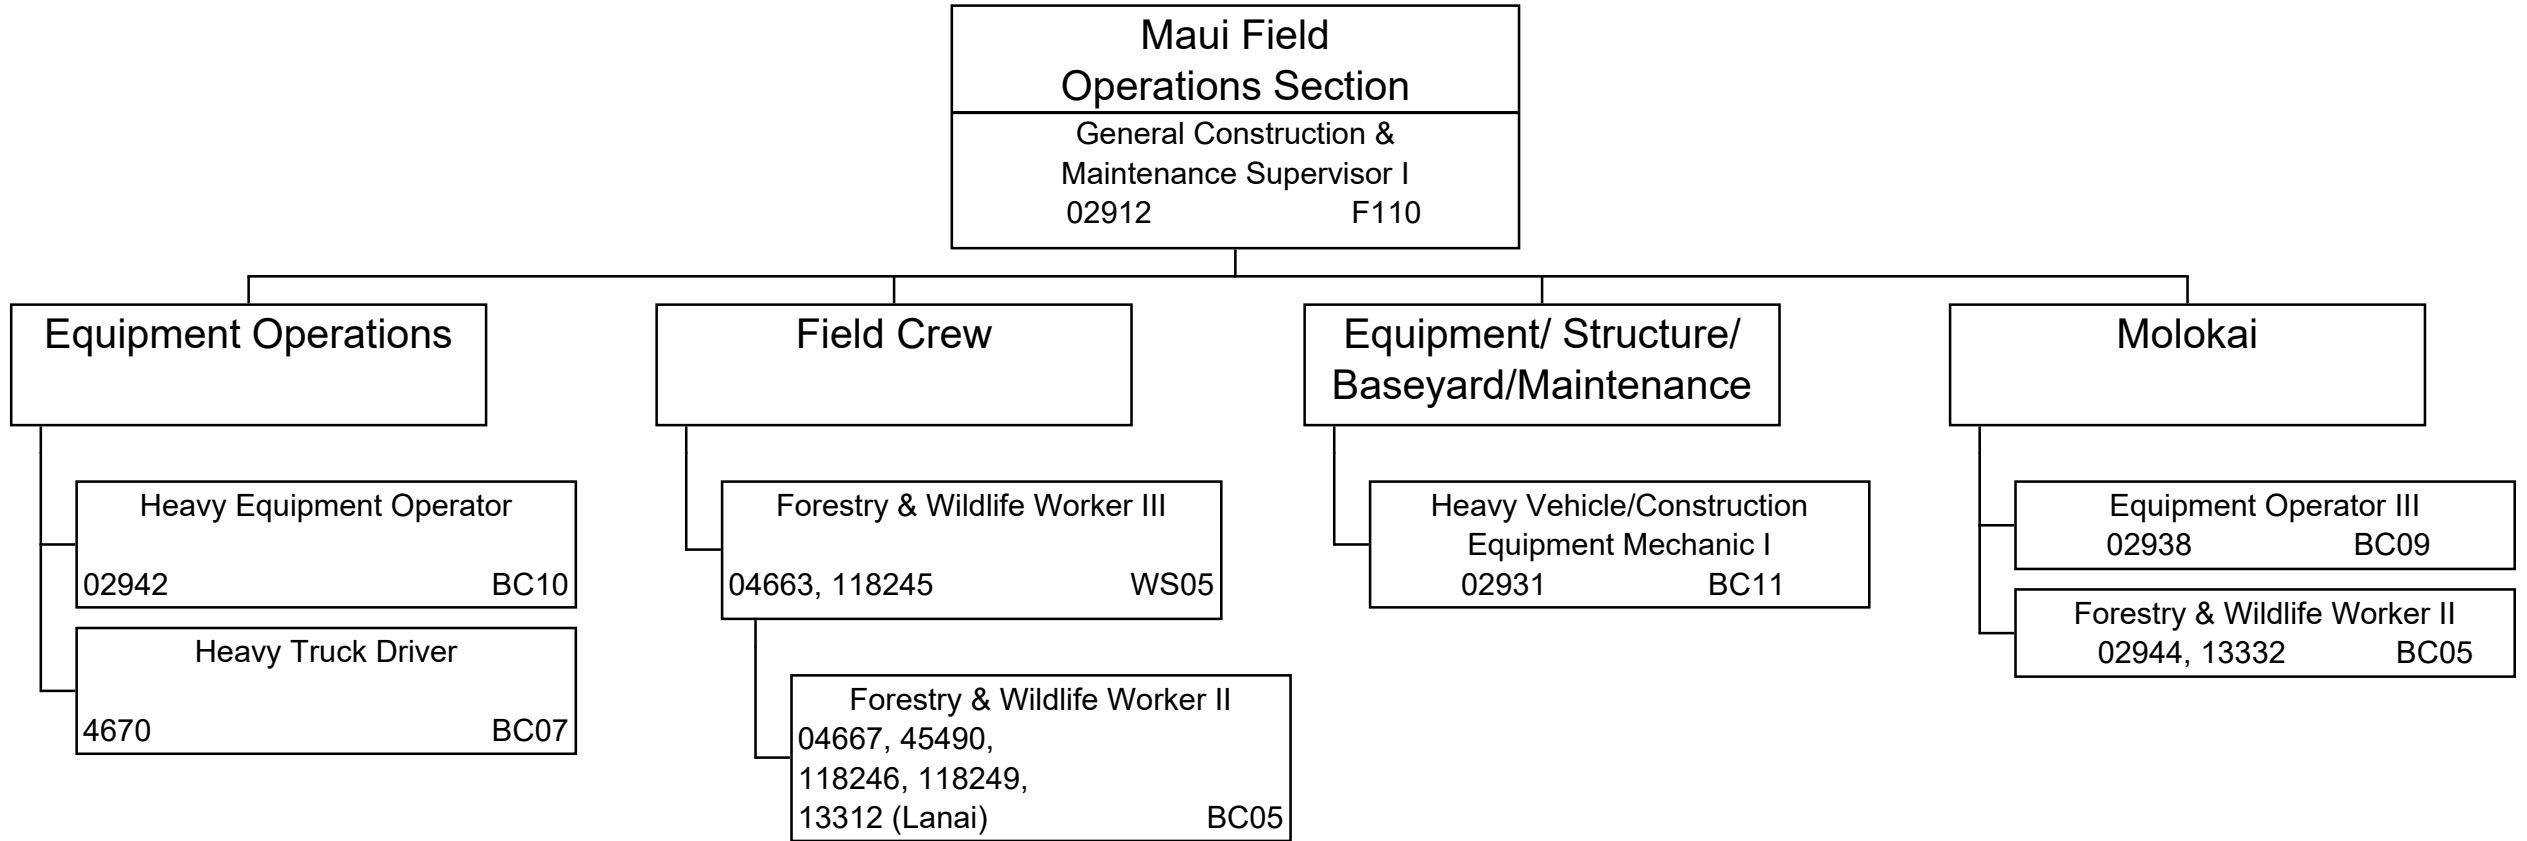 Maui Field
Operations Section
General Construction &
Maintenance Supervisor I
02912 F110
Equipment Operations
Heavy Equipment Operator
02942 BC10
Heavy Truck Driver
4670 BC07
Field Crew
Forestry & Wildlife Worker III
04663, 118245 WS05
Forestry & Wildlife Worker II
04667, 45490,
118246, 118249,
13312 (Lanai) BC05
Equipment/ Structure/
Baseyard/Maintenance
Heavy Vehicle/Construction
Equipment Mechanic I
02931 BC11
Molokai
Equipment Operator III
02938 BC09
Forestry & Wildlife Worker II
02944, 13332 BC05